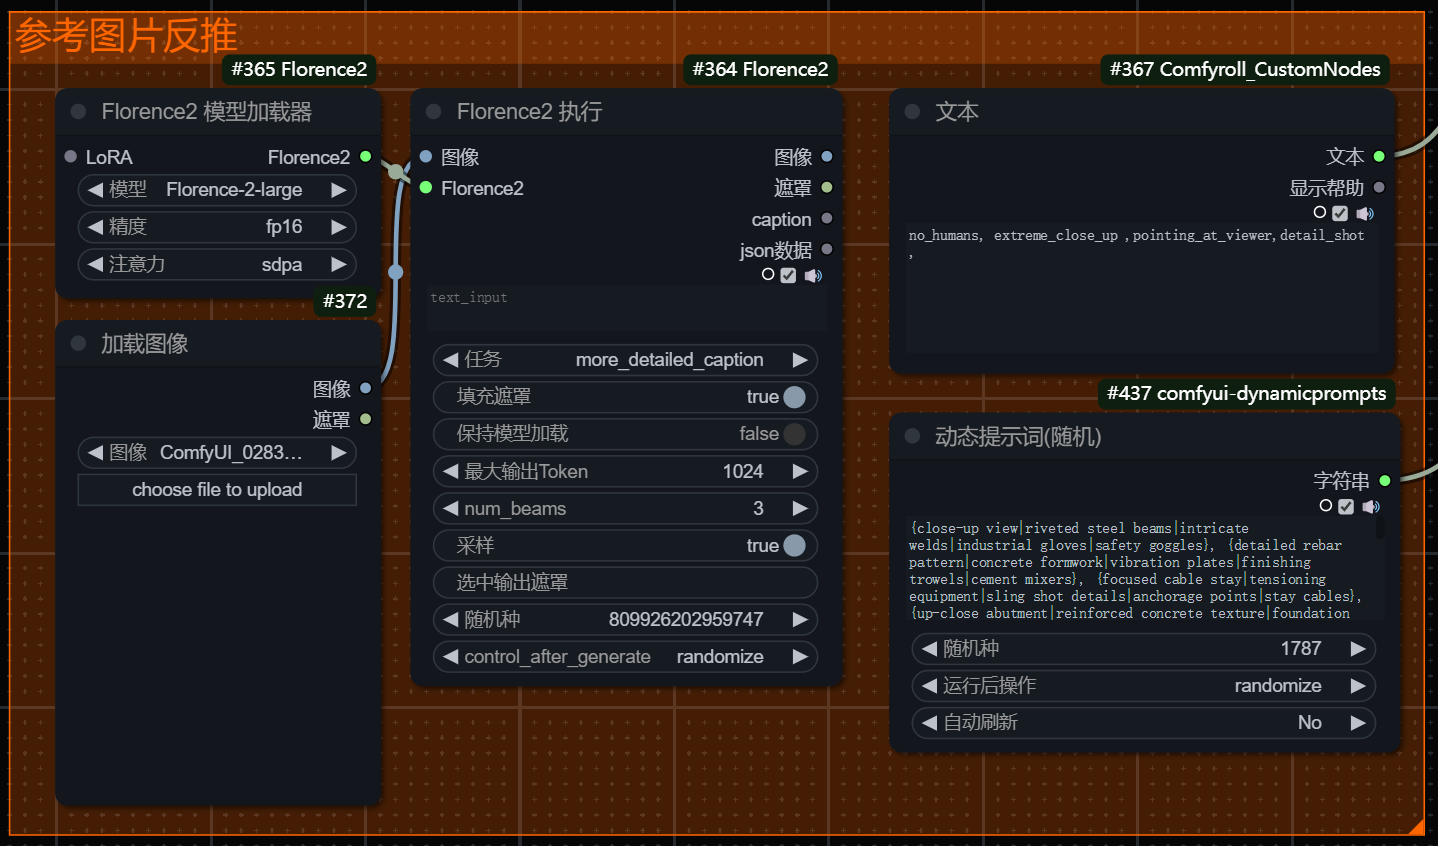 参考图片反推
#365 Florence2
Florence2 模型加载器
LoRA
Florence2
模型
Florence-2-large
精度
fp16
注意力
sdpa
#372
加载图像
图像
遮罩
图像
ComfyUI_0283...
choose file to upload
#364 Florence2
Florence2 执行
图像
图像
Florence2
遮罩
caption
json数据
text_input
任务
more_detailed_caption
填充遮罩
true
保持模型加载
false
最大输出Token
1024
num_beams
3
采样
true
选中输出遮罩
随机种
809926202959747
control_after_generate
randomize
#367 Comfyroll_CustomNodes
文本
文本
显示帮助
no_humans, extreme_close_up ,pointing_at_viewer,detail_shot
,
#437 comfyui-dynamicprompts
动态提示词(随机)
字符串
{close-up view|riveted steel beams|intricate
welds|industrial gloves|safety goggles}, {detailed rebar
pattern|concrete formwork|vibration plates|finishing
trowels|cement mixers}, {focused cable stay|tensioning
equipment|sling shot details|anchorage points|stay cables},
{up-close abutment|reinforced concrete texture|foundation
随机种
1787
运行后操作
randomize
自动刷新
No